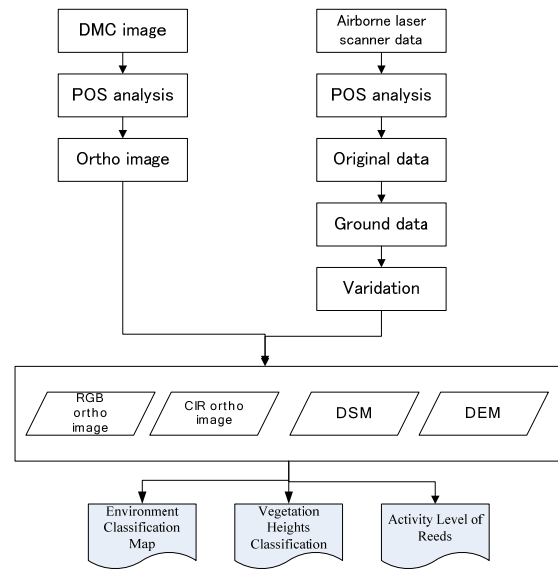 DMC image
Airborne laser
scanner data
POS analysis
POS analysis
Ortho image
Original data
Ground data
Varidation
RGB
ortho
image
CIR ortho
image
DSM
DEM
Environment
Classification
Map
Vegetation
Heights
Classification
Activity Level of
Reeds